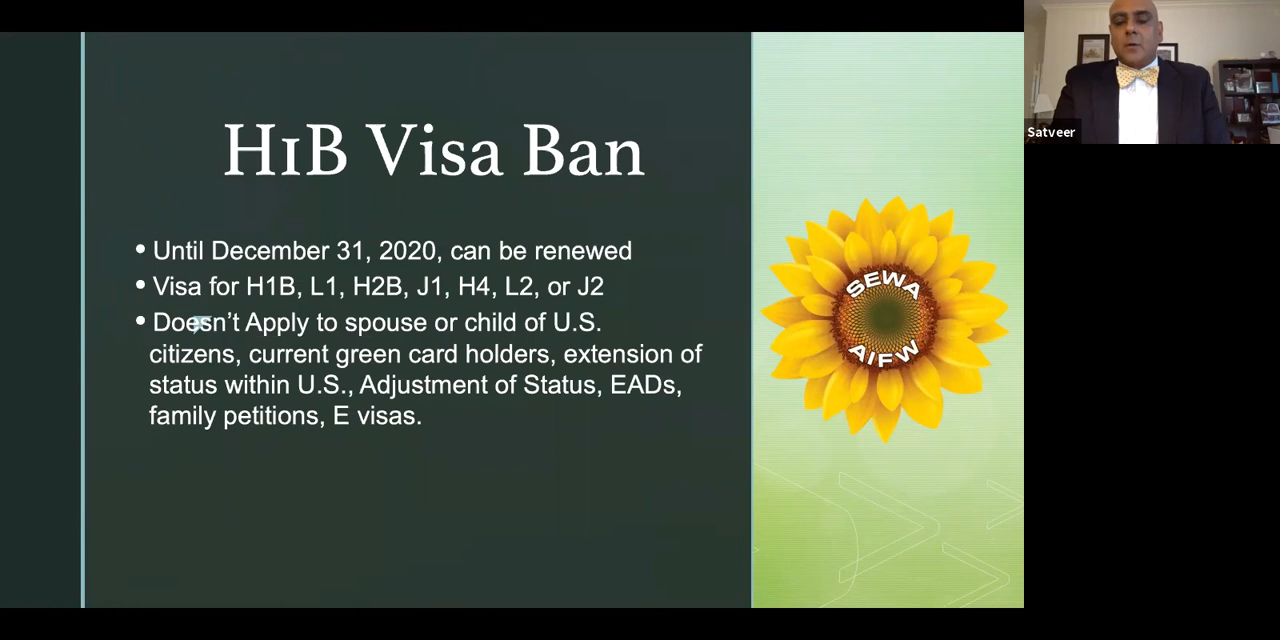 H1B Visa Ban
• Until December 31, 2020, can be renewed
• Visa for H1B, L1, H2B, J1, H4, L2, or J2
• Doesn't Apply to spouse or child of U.S.
citizens, current green card holders, extension of
status within U.S., Adjustment of Status, EADs,
family petitions, E visas.
SEWA
AIFW
Satveer